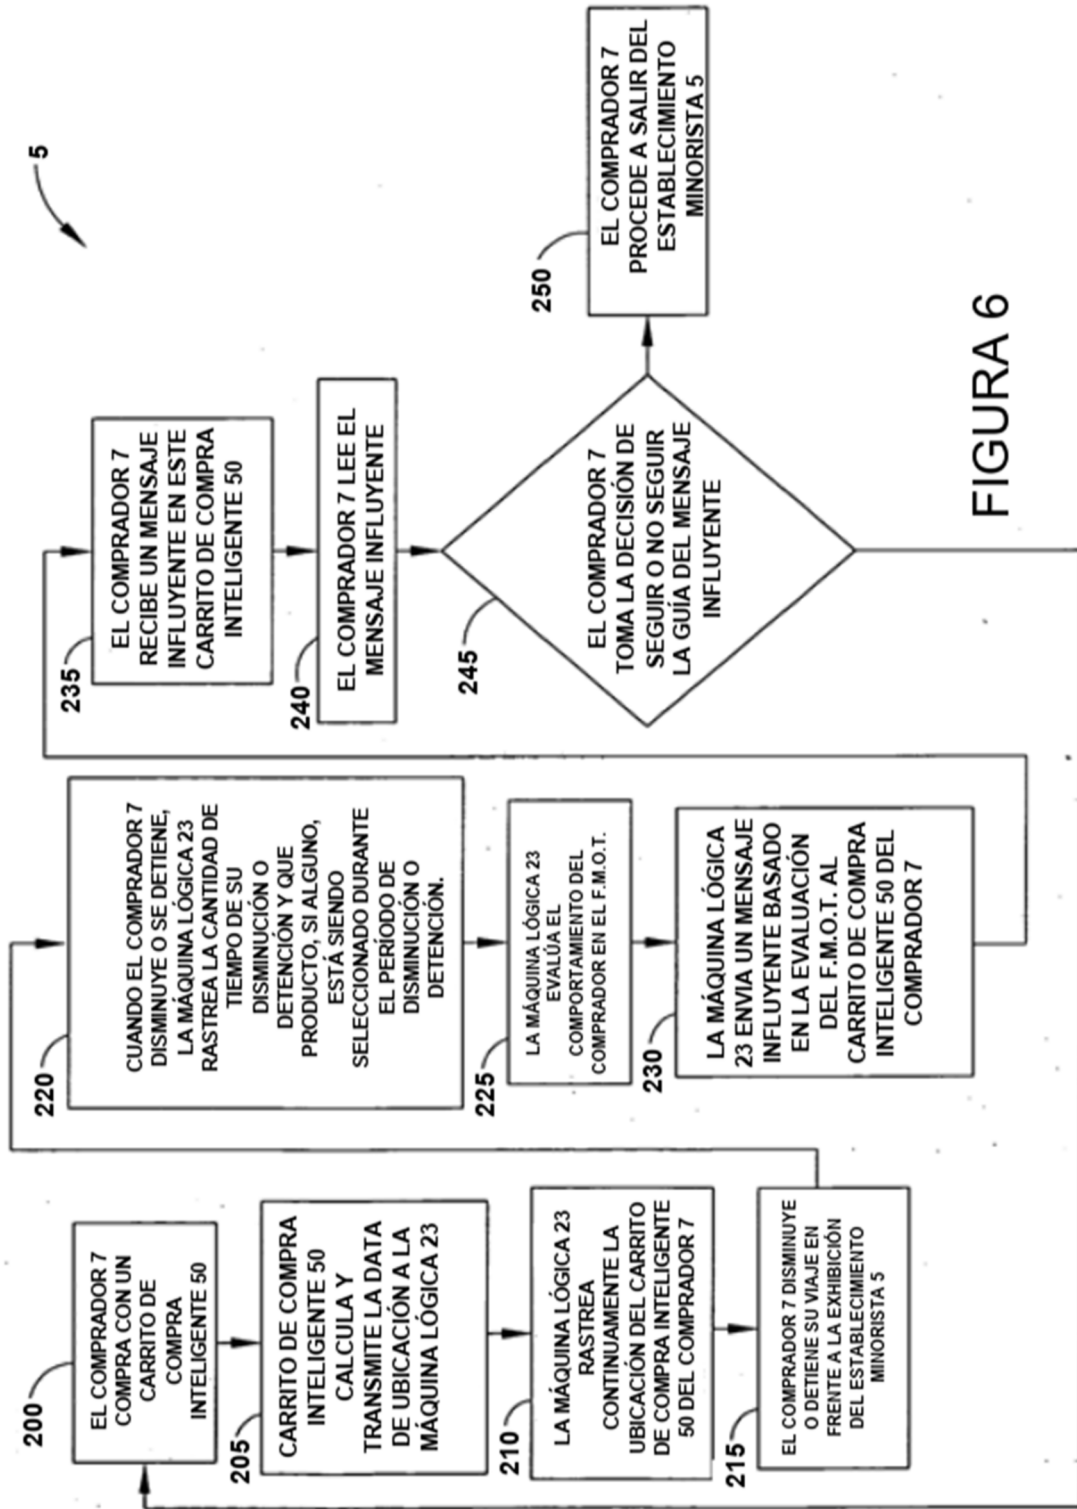 5
200
EL COMPRADOR 7
COMPRA CON UN
CARRITO DE
COMPRA
INTELIGENTE 50
205
CARRITO DE COMPRA
INTELIGENTE 50
CALCULA Y
TRANSMITE LA DATA
DE UBICACIÓN A LA
MÁQUINA LÓGICA 23
210
LA MÁQUINA LÓGICA 23
RASTREA
CONTINUAMENTE LA
UBICACIÓN DEL CARRITO
DE COMPRA INTELIGENTE
50 DEL COMPRADOR 7
215
EL COMPRADOR 7 DISMINUYE
O DETIENE SU VIAJE EN
FRENTE A LA EXHIBICIÓN
DEL ESTABLECIMIENTO
MINORISTA 5
220
CUANDO EL COMPRADOR 7
DISMUYE O SE DETIENE,
LA MÁQUINA LÓGICA 23
RASTREA LA CANTIDAD DE
TIEMPO DE SU
DISMINUCIÓN O
DETENCIÓN Y QUE
PRODUCTO, SI ALGUNO,
ESTÁ SIENDO
SELECCIONADO DURANTE
EL PERÍODO DE
DISMINUCIÓN O
DETENCIÓN.
225
LA MÁQUINA LÓGICA 23
EVALÚA EL
COMPORTAMIENTO DEL
COMPRADOR EN EL F.M.O.T.
230
LA MÁQUINA LÓGICA
23 ENVIA UN MENSAJE
INFLUYENTE BASADO
EN LA EVALUACIÓN
DEL F.M.O.T. AL
CARRITO DE COMPRA
INTELIGENTE 50 DEL
COMPRADOR 7
235
EL COMPRADOR 7
RECIBE UN MENSAJE
INFLUYENTE EN ESTE
CARRITO DE COMPRA
INTELIGENTE 50
240
EL COMPRADOR 7 LEE EL
MENSAJE INFLUYENTE
245
EL COMPRADOR 7
TOMA LA DECISIÓN DE
SEGUIR O NO SEGUIR
LA GUÍA DEL MENSAJE
INFLUYENTE
250
EL COMPRADOR 7
PROCEDE A SALIR DEL
ESTABLECIMIENTO
MINORISTA 5
FIGURA 6